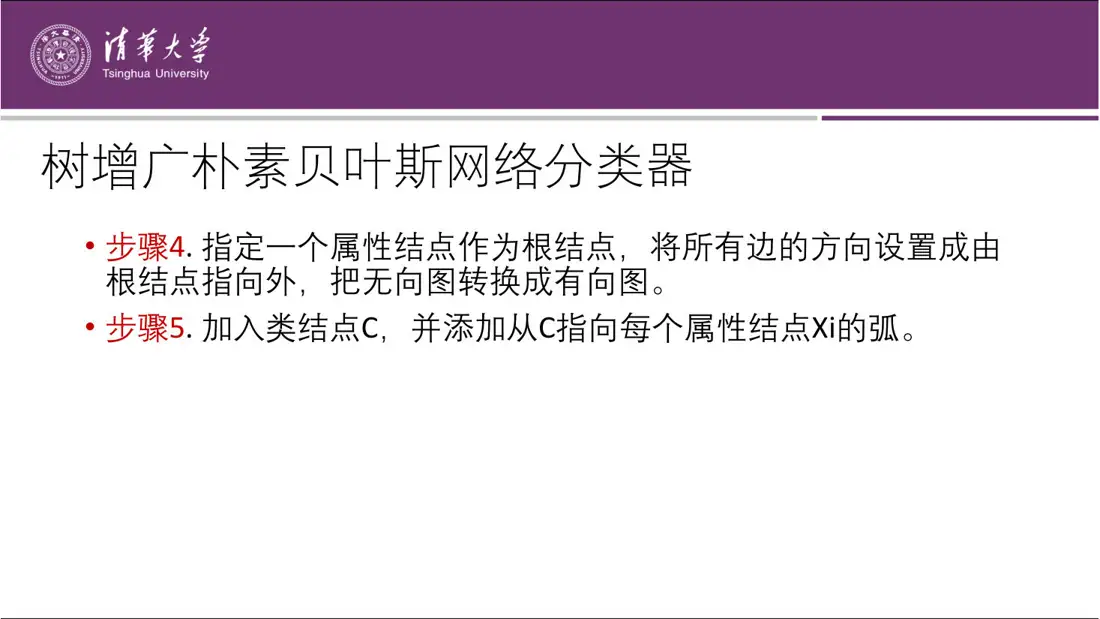 清华大学
Tsinghua University
树增广朴素贝叶斯网络分类器
• 步骤4. 指定一个属性结点作为根结点，将所有边的方向设置成由
根结点指向外，把无向图转换成有向图。
• 步骤5. 加入类结点C，并添加从C指向每个属性结点Xi的弧。